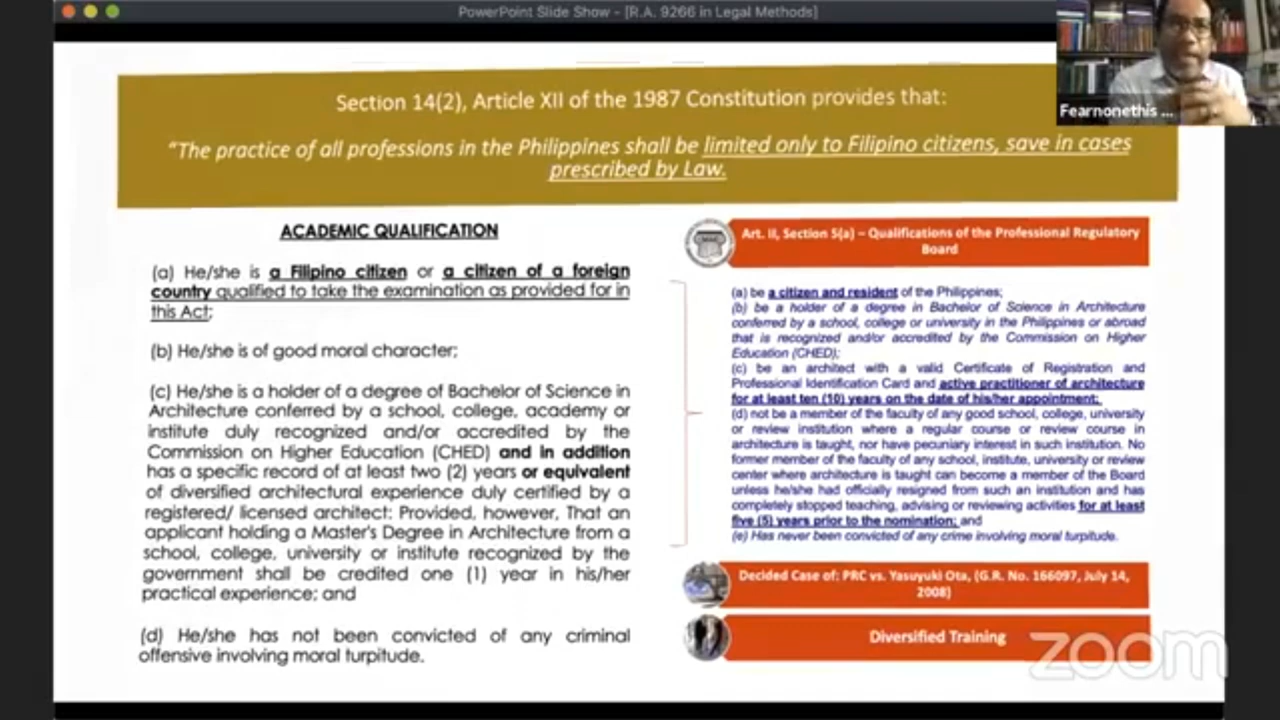 PowerPoint Slide Show - [R.A. 9266 in Legal Methods]
Fearnonethis ...
Section 14(2), Article XII of the 1987 Constitution provides that:
“The practice of all professions in the Philippines shall be limited only to Filipino citizens, save in cases
prescribed by Law.
ACADEMIC QUALIFICATION
(a) He/she is a Filipino citizen or a citizen of a foreign
country qualified to take the examination as provided for in
this Act;
(b) He/she is of good moral character;
(c) He/she is a holder of a degree of Bachelor of Science in
Architecture conferred by a school, college, academy or
institute duly recognized and/or accredited by the
Commission on Higher Education (CHED) and in addition
has a specific record of at least two (2) years or equivalent
of diversified architectural experience duly certified by a
registered/ licensed architect: Provided, however, That an
applicant holding a Master's Degree in Architecture from a
school, college, university or institute recognized by the
government shall be credited one (1) year in his/her
practical experience; and
(d) He/she has not been convicted of any criminal
offensive involving moral turpitude.
Art. II, Section 5(a) – Qualifications of the Professional Regulatory
Board
(a) be a citizen and resident of the Philippines;
(b) be a holder of a degree in Bachelor of Science in Architecture
conferred by a school, college or university in the Philippines or abroad
that is recognized and/or accredited by the Commission on Higher
Education (CHED);
(c) be an architect with a valid Certificate of Registration and
Professional Identification Card and active practitioner of architecture
for at least ten (10) years on the date of his/her appointment;
(d) not be a member of the faculty of any good school, college, university
or review institution where a regular course or review course in
architecture is taught, nor have pecuniary interest in such institution. No
former member of the faculty of any school, institute, university or review
center where architecture is taught can become a member of the Board
unless he/she had officially resigned from such an institution and has
completely stopped teaching, advising or reviewing activities for at least
five (5) years prior to the nomination; and
(e) Has never been convicted of any crime involving moral turpitude.
Decided Case of: PRC vs. Yasuyuki Ota, (G.R. No. 166097, July 14,
2008)
Diversified Training
zoom